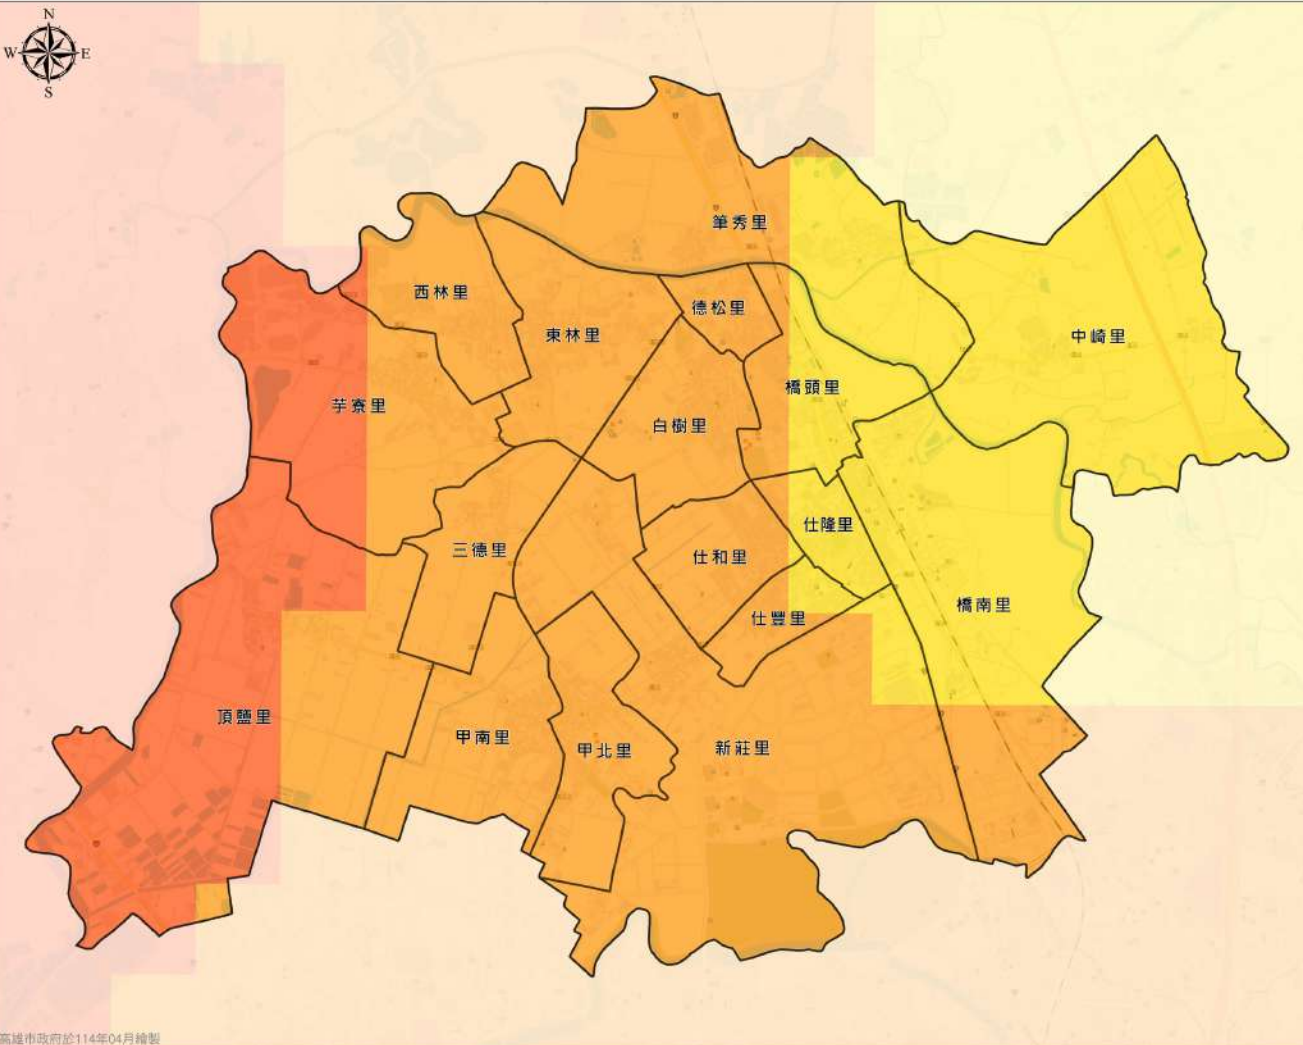 N
W E
S
筆秀里
西林里
德松里
東林里
中崎里
橋頭里
芋寮里
白樹里
仕隆里
三德里
仕和里
橋南里
仕豐里
頂鹽里
甲南里
甲北里
新莊里
高雄市政府於114年04月繪製